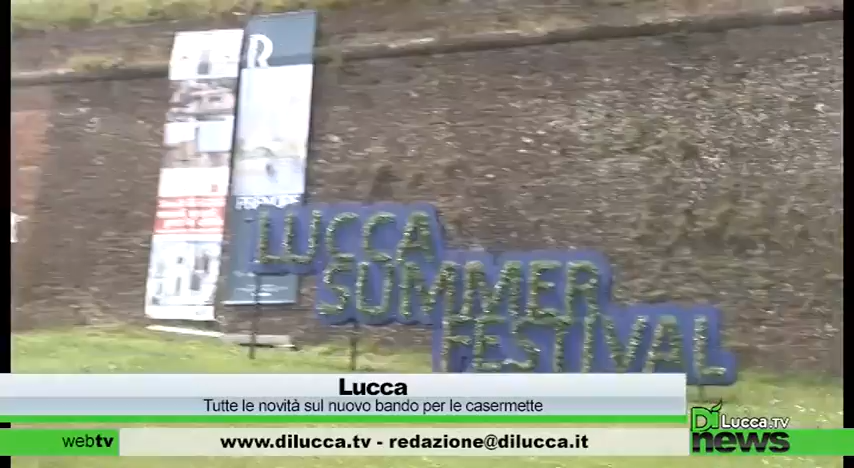 R
LUCCA
SUMMER
FESTIVAL
Lucca
Tutte le novità sul nuovo bando per le casermette
webtv
www.dilucca.tv - redazione@dilucca.it
DiLucca.tv
news